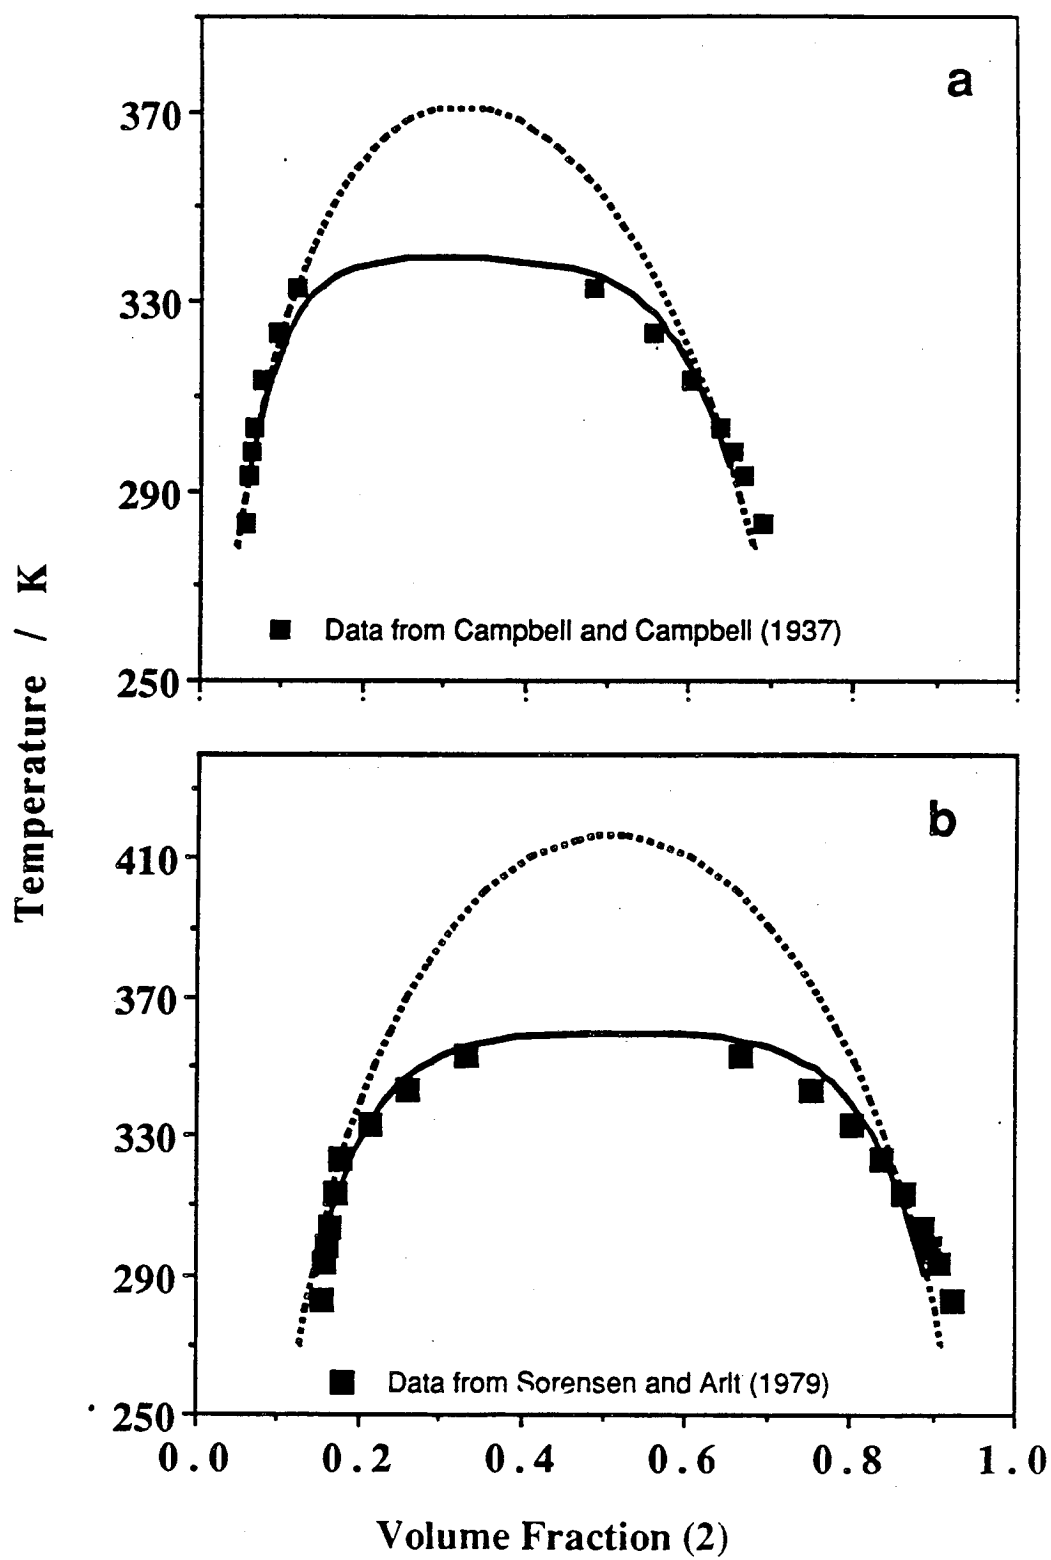 a
370
330
290
250
Data from Campbell and Campbell (1937)
Temperature / K
b
410
370
330
290
250
Data from Sorensen and Arlt (1979)
0.0 0.2 0.4 0.6 0.8 1.0
Volume Fraction (2)